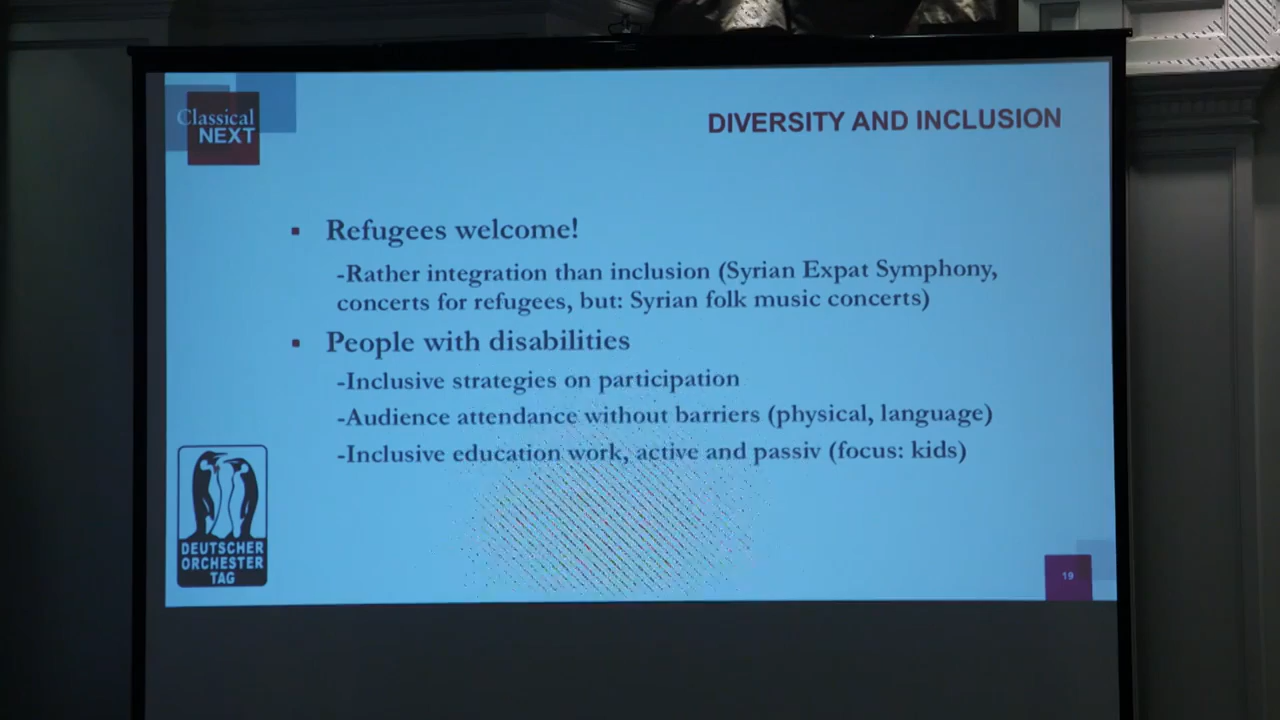 Classical
NEXT
DIVERSITY AND INCLUSION
▪ Refugees welcome!
-Rather integration than inclusion (Syrian Expat Symphony,
concerts for refugees, but: Syrian folk music concerts)
▪ People with disabilities
-Inclusive strategies on participation
-Audience attendance without barriers (physical, language)
-Inclusive education work, active and passiv (focus: kids)
DEUTSCHER
ORCHESTER
TAG
19